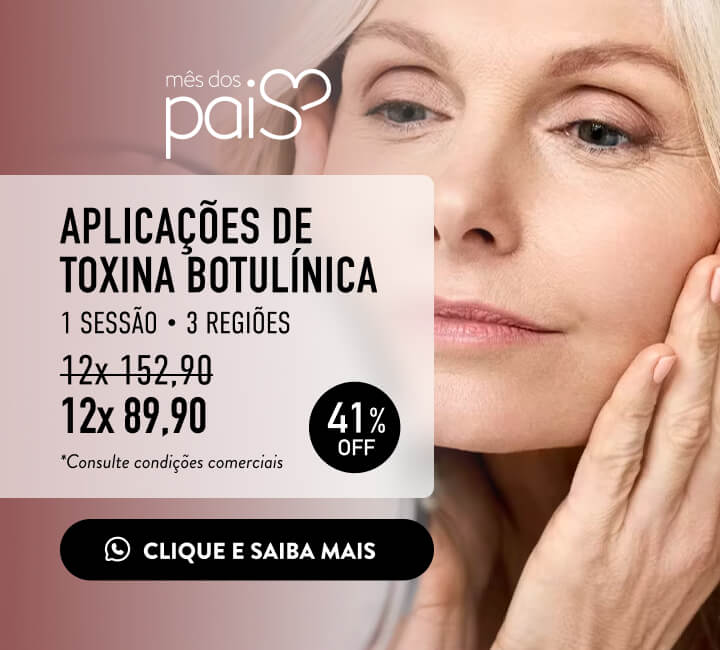 mês dos
pais
APLICAÇÕES DE
TOXINA BOTULÍNICA
1 SESSÃO • 3 REGIÕES
12x 152,90
12x 89,90
41%
OFF
*Consulte condições comerciais
CLIQUE E SAIBA MAIS